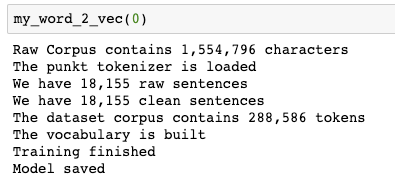 my_word_2_vec(0)
Raw Corpus contains 1,554,796 characters
The punkt tokenizer is loaded
We have 18,155 raw sentences
We have 18,155 clean sentences
The dataset corpus contains 288,586 tokens
The vocabulary is built
Training finished
Model saved